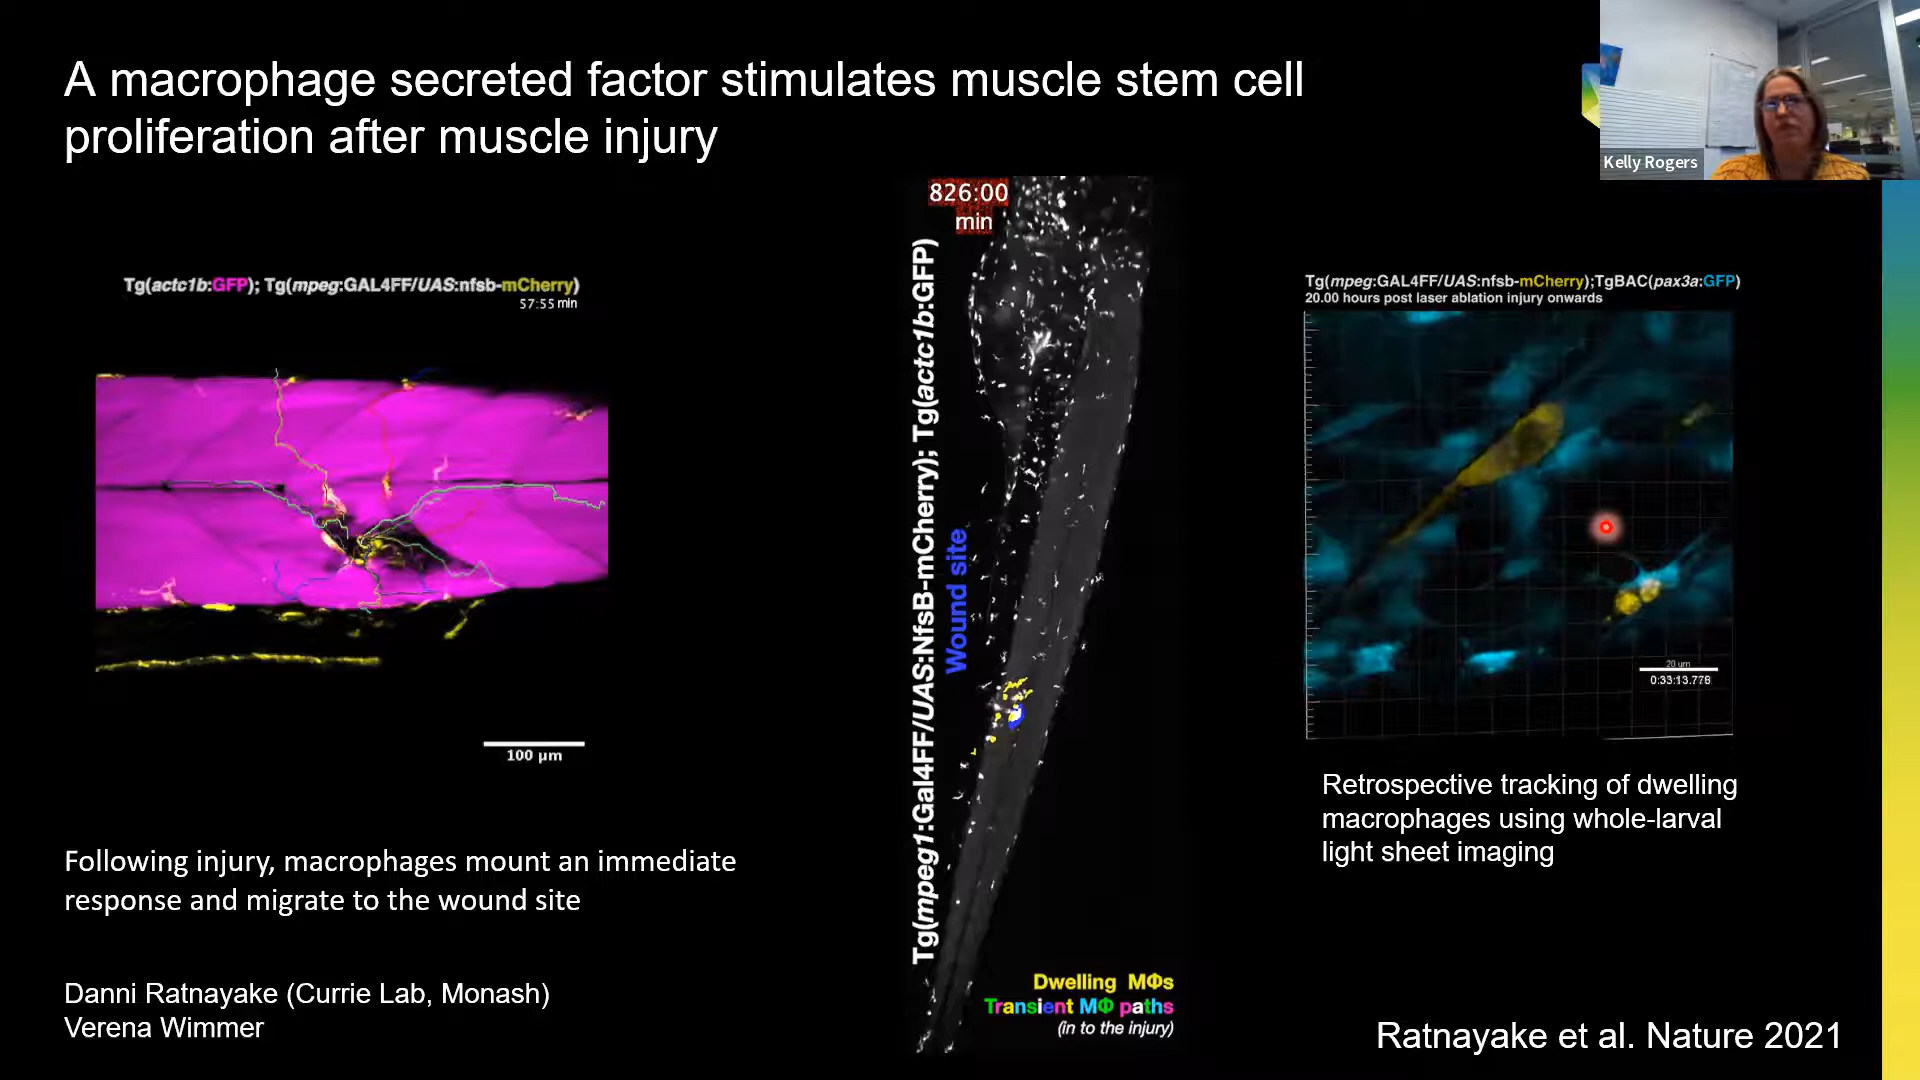 A macrophage secreted factor stimulates muscle stem cell
proliferation after muscle injury
Kelly Rogers
Tg(actc1b:GFP); Tg(mpeg:GAL4FF/UAS:nfsb-mCherry)
57:55 min
100 µm
Following injury, macrophages mount an immediate
response and migrate to the wound site
Danni Ratnayake (Currie Lab, Monash)
Verena Wimmer
826:00
min
Tg(mpeg1:Gal4FF/UAS:NfsB-mCherry); Tg(actc1b:GFP)
Wound site
Dwelling MΦs
Transient MΦ paths
(in to the injury)
Tg(mpeg:GAL4FF/UAS:nfsb-mCherry);TgBAC(pax3a:GFP)
20.00 hours post laser ablation injury onwards
20 um
0:33:13.778
Retrospective tracking of dwelling
macrophages using whole-larval
light sheet imaging
Ratnayake et al. Nature 2021